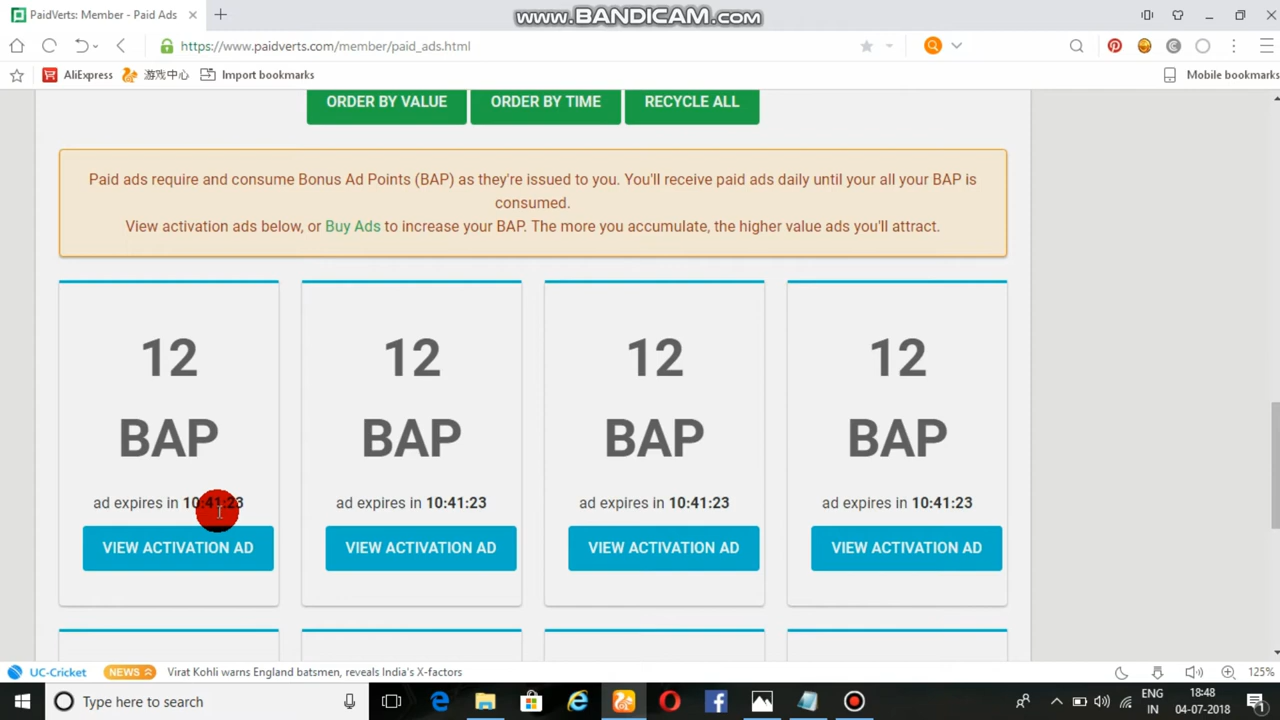 PaidVerts: Member - Paid Ads
www.BANDICAM.com
https://www.paidverts.com/member/paid_ads.html
AliExpress 游戏中心 Import bookmarks Mobile bookmarks
ORDER BY VALUE ORDER BY TIME RECYCLE ALL
Paid ads require and consume Bonus Ad Points (BAP) as they're issued to you. You'll receive paid ads daily until your all your BAP is
consumed.
View activation ads below, or Buy Ads to increase your BAP. The more you accumulate, the higher value ads you'll attract.
12 12 12 12
BAP BAP BAP BAP
ad expires in 10:41:23 ad expires in 10:41:23 ad expires in 10:41:23 ad expires in 10:41:23
VIEW ACTIVATION AD VIEW ACTIVATION AD VIEW ACTIVATION AD VIEW ACTIVATION AD
UC-Cricket NEWS Virat Kohli warns England batsmen, reveals India's X-factors 125%
Type here to search
ENG 18:48
IN 04-07-2018 1